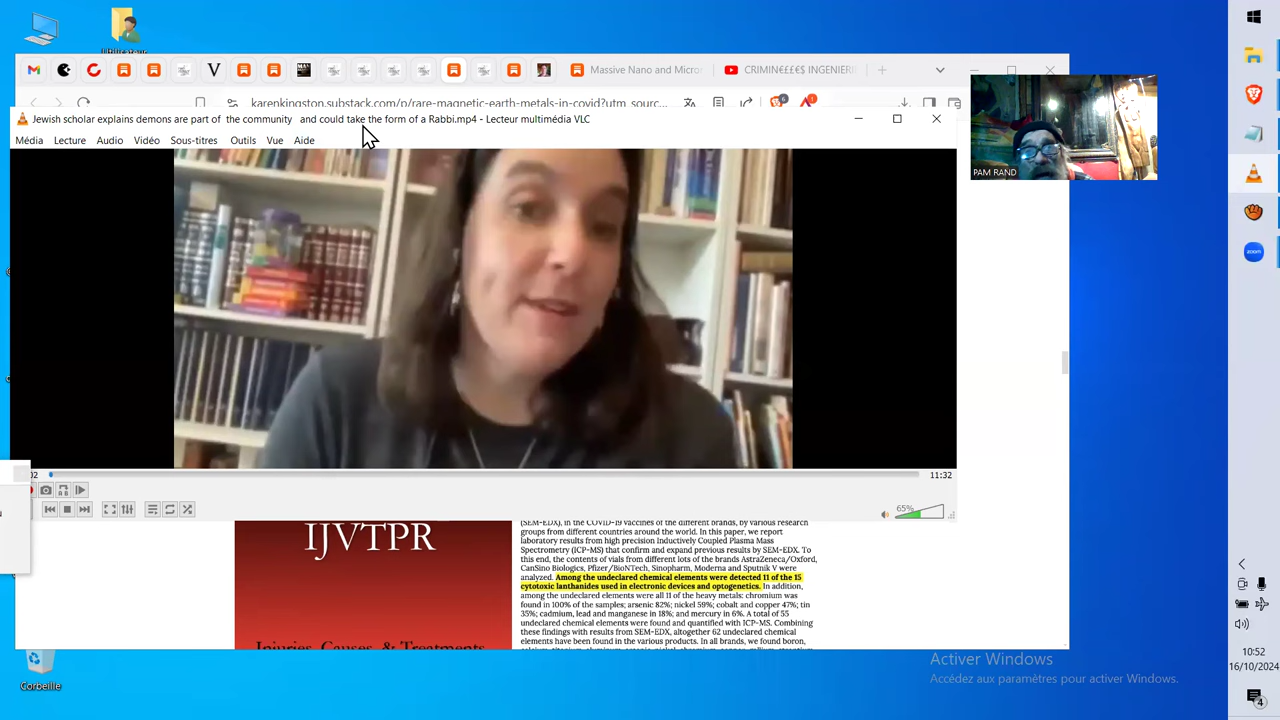 Massive Nano and Micro
CRIMIN€££€$ INGENIERI
karenkingston.substack.com/p/rare-magnetic-earth-metals-in-covid?utm_sourc...
Jewish scholar explains demons are part of the community and could take the form of a Rabbi.mp4 - Lecteur multimédia VLC
Média Lecture Audio Vidéo Sous-titres Outils Vue Aide
PAM RAND
02
11:32
65%
IJVTPR
Injuries, Causes, & Treatments
(SEM-EDX), in the COVID-19 vaccines of the different brands, by various research
groups from different countries around the world. In this paper, we report
laboratory results from high precision Inductively Coupled Plasma Mass
Spectrometry (ICP-MS) that confirm and expand previous results by SEM-EDX. To
this end, the contents of vials from different lots of the brands AstraZeneca/Oxford,
CanSino Biologics, Pfizer/BioNTech, Sinopharm, Moderna and Sputnik V were
analyzed. Among the undeclared chemical elements were detected 11 of the 15
cytotoxic lanthanides used in electronic devices and optogenetics. In addition,
among the undeclared elements were all 11 of the heavy metals: chromium was
found in 100% of the samples; arsenic 82%; nickel 59%; cobalt and copper 47%; tin
35%; cadmium, lead and manganese in 18%; and mercury in 6%. A total of 55
undeclared chemical elements were found and quantified with ICP-MS. Combining
these findings with results from SEM-EDX, altogether 62 undeclared chemical
elements have been found in the various products. In all brands, we found boron,
Activer Windows
Accédez aux paramètres pour activer Windows.
Corbeille
10:52
16/10/2024
4